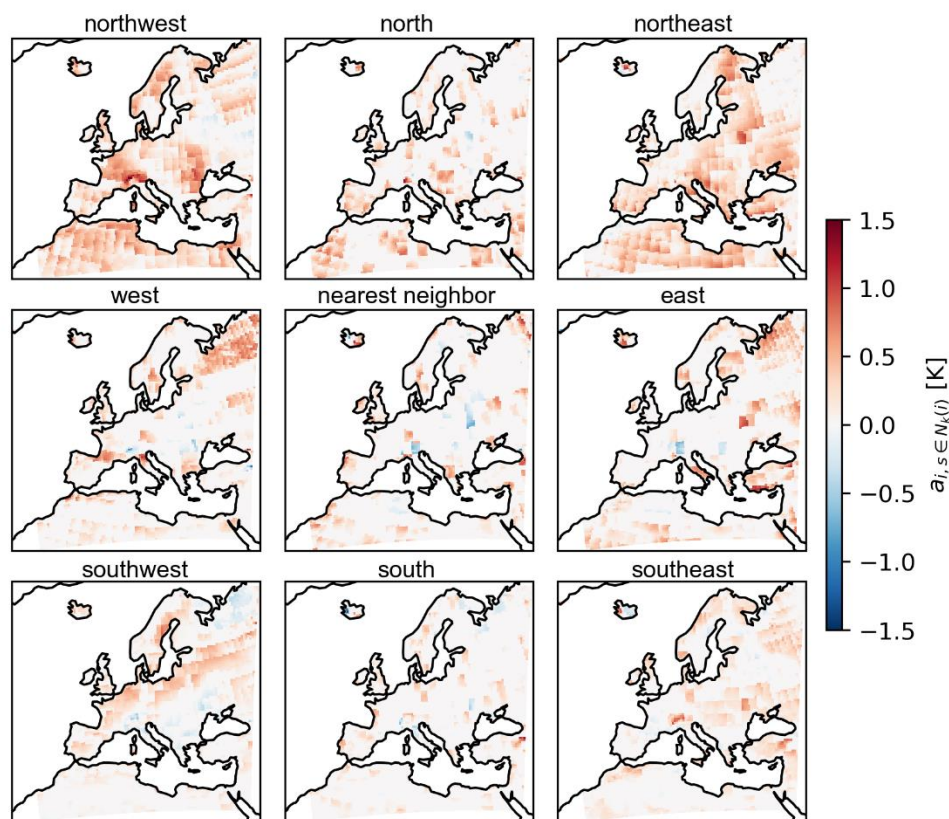 northwest north northeast
west nearest neighbor east
southwest south southeast
1.5
1.0
0.5
0.0
−0.5
−1.0
−1.5
a_{i, s ∈ N_k(i)} [K]